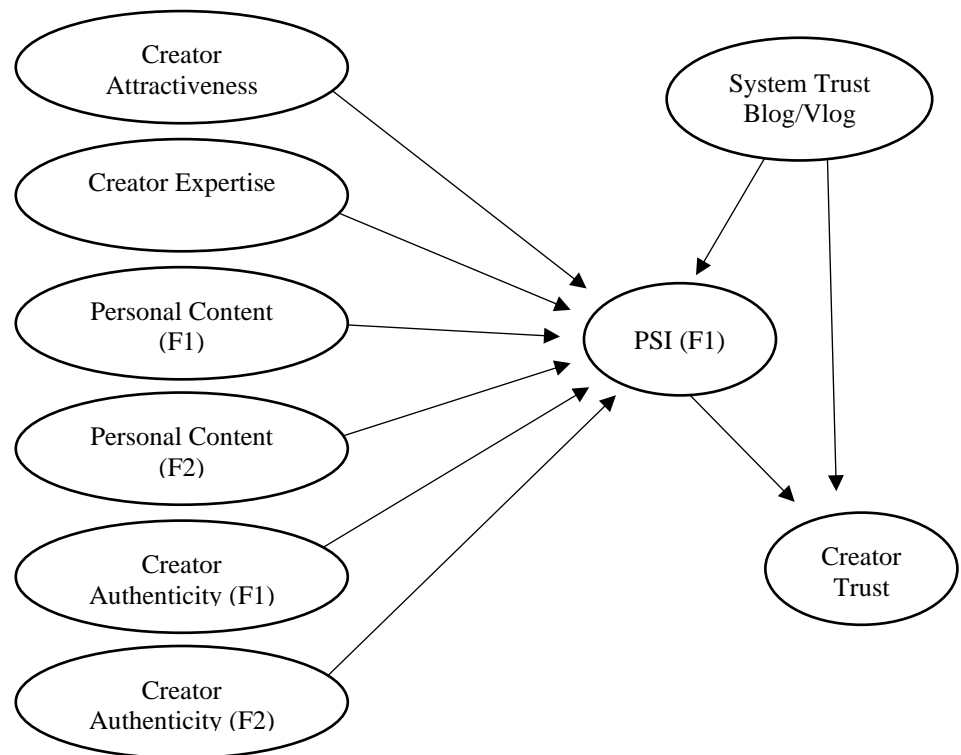 Creator
Attractiveness
Creator Expertise
Personal Content
(F1)
Personal Content
(F2)
Creator
Authenticity (F1)
Creator
Authenticity (F2)
System Trust
Blog/Vlog
PSI (F1)
Creator
Trust